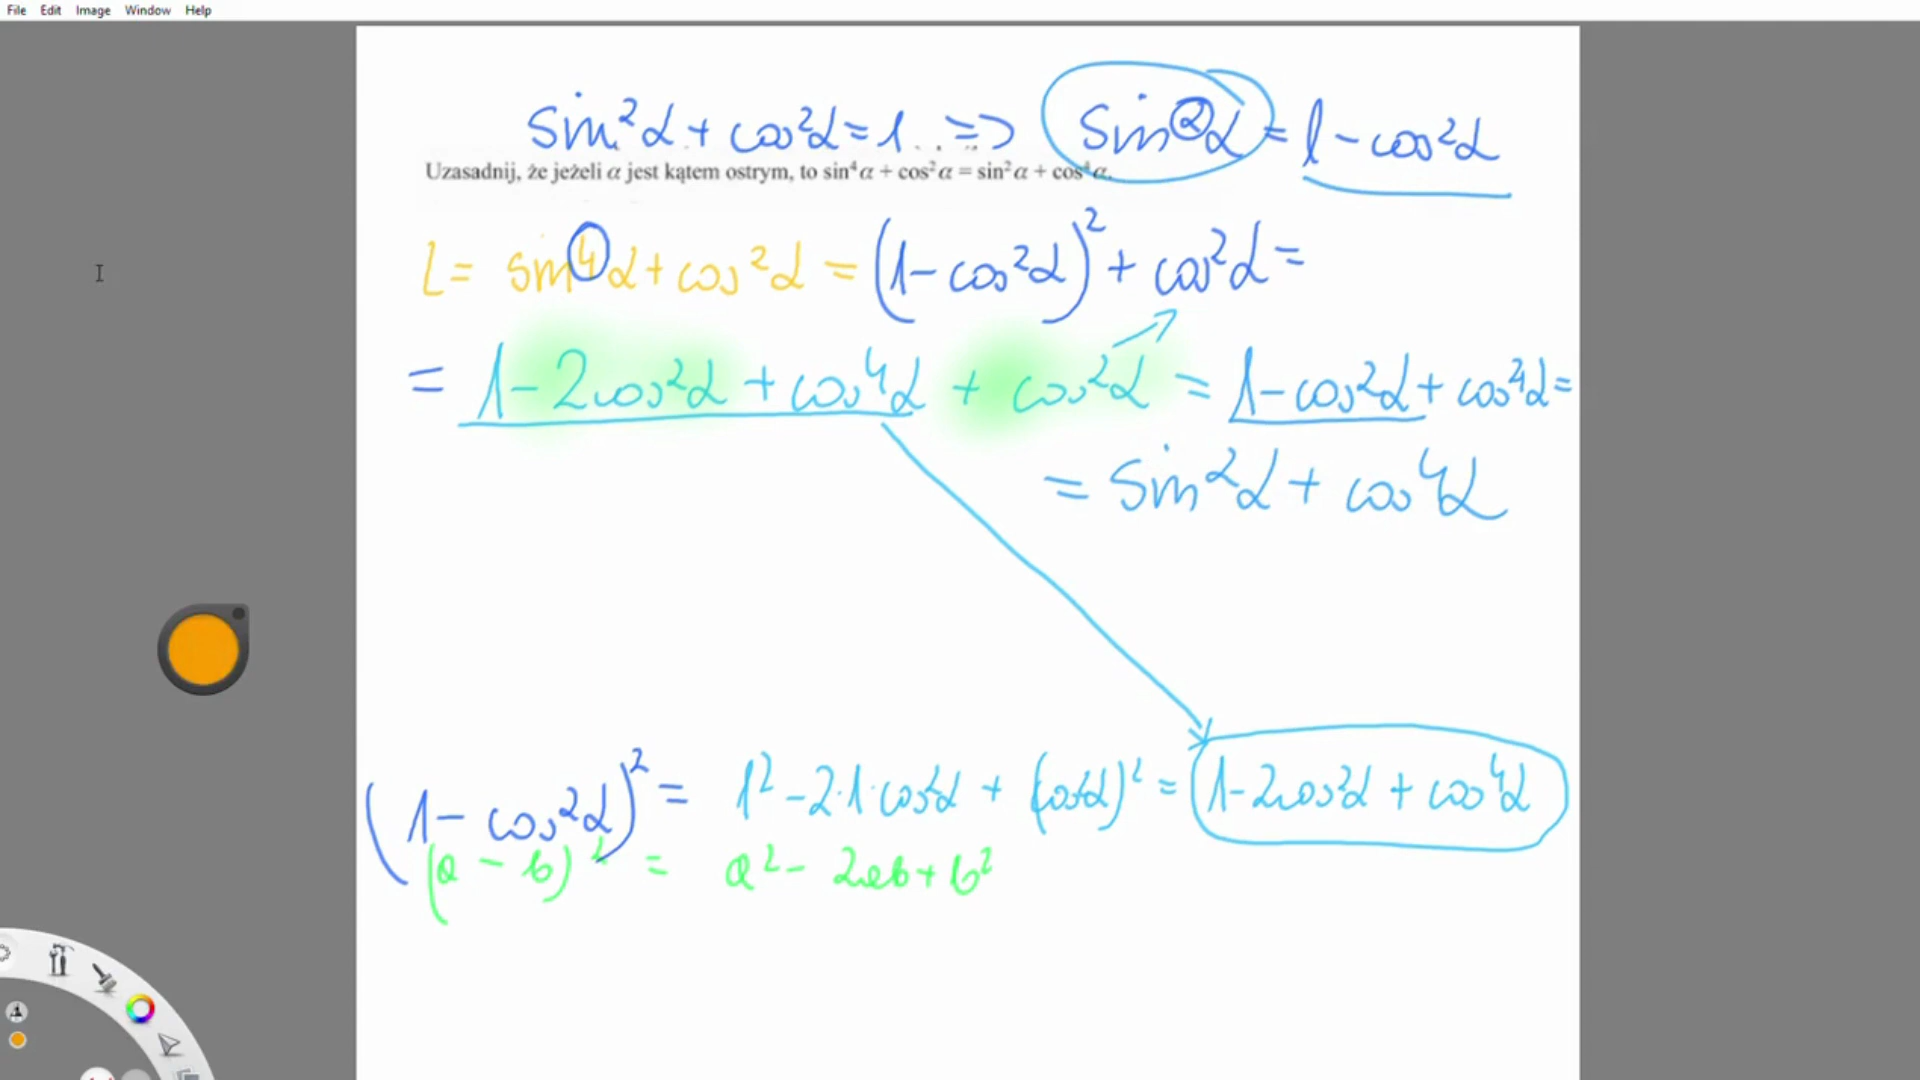 File Edit Image Window Help
sin²α + cos²α = 1 => sin²α = 1 - cos²α
Uzasadnij, że jeżeli α jest kątem ostrym, to sin⁴α + cos²α = sin²α + cos⁴α.
L = sin⁴α + cos²α = (1 - cos²α)² + cos²α =
= 1 - 2cos²α + cos⁴α + cos²α = 1 - cos²α + cos⁴α =
= sin²α + cos⁴α
(1 - cos²α)² = 1² - 2·1·cos²α + (cos²α)² = 1 - 2cos²α + cos⁴α
(a - b)² = a² - 2ab + b²